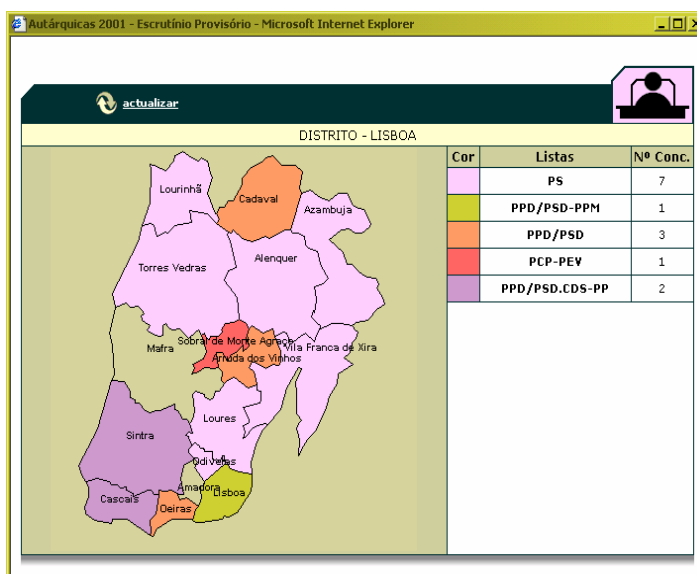 Autárquicas 2001 - Escrutínio Provisório - Microsoft Internet Explorer
actualizar
DISTRITO - LISBOA
Cor Listas Nº Conc.
PS 7
PPD/PSD-PPM 1
PPD/PSD 3
PCP-PEV 1
PPD/PSD.CDS-PP 2
Lourinhã
Cadaval
Azambuja
Torres Vedras
Alenquer
Sobral de Monte Agraço
Mafra
Vila Franca de Xira
Arruda dos Vinhos
Loures
Sintra
Odivelas
Amadora
Lisboa
Cascais
Oeiras